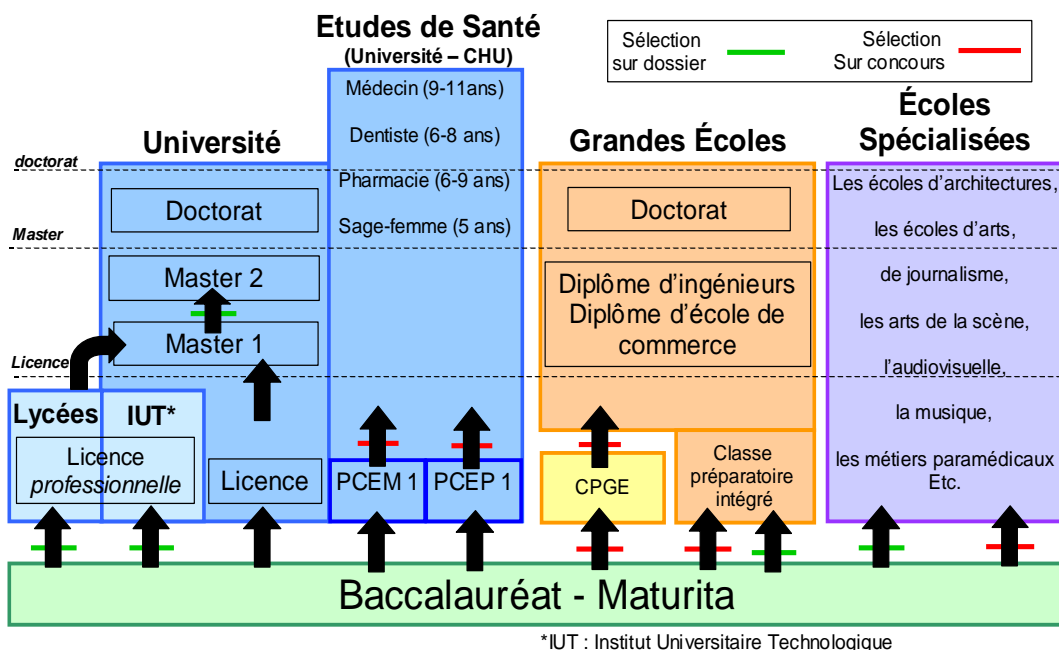 Etudes de Santé
(Université – CHU)
Sélection
sur dossier
Sélection
Sur concours
Médecin (9-11ans)
Dentiste (6-8 ans)
Pharmacie (6-9 ans)
Sage-femme (5 ans)
Université
Grandes Écoles
Écoles
Spécialisées
doctorat
Master
Licence
Doctorat
Master 2
Master 1
Doctorat
Diplôme d'ingénieurs
Diplôme d'école de
commerce
Les écoles d'architectures,
les écoles d'arts,
de journalisme,
les arts de la scène,
l'audiovisuelle,
la musique,
les métiers paramédicaux
Etc.
Lycées
IUT*
Licence
professionnelle
Licence
PCEM 1
PCEP 1
CPGE
Classe
préparatoire
intégré
Baccalauréat - Maturita
*IUT : Institut Universitaire Technologique